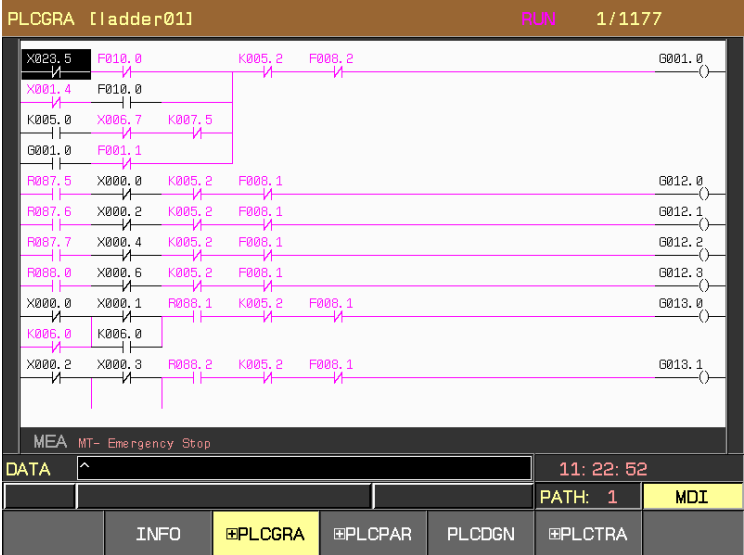 PLCGRA [ladder01] RUN 1/1177
X023.5 F010.0 K005.2 F008.2 G001.0
X001.4 F010.0
K005.0 X006.7 K007.5
G001.0 F001.1
R087.5 X000.0 K005.2 F008.1 G012.0
R087.6 X000.2 K005.2 F008.1 G012.1
R087.7 X000.4 K005.2 F008.1 G012.2
R088.0 X000.6 K005.2 F008.1 G012.3
X000.0 X000.1 R088.1 K005.2 F008.1 G013.0
K006.0 K006.0
X000.2 X000.3 R088.2 K005.2 F008.1 G013.1
MEA MT- Emergency Stop
DATA ^ 11:22:52
PATH: 1 MDI
INFO ⊞PLCGRA ⊞PLCPAR PLCDGN ⊞PLCTRA